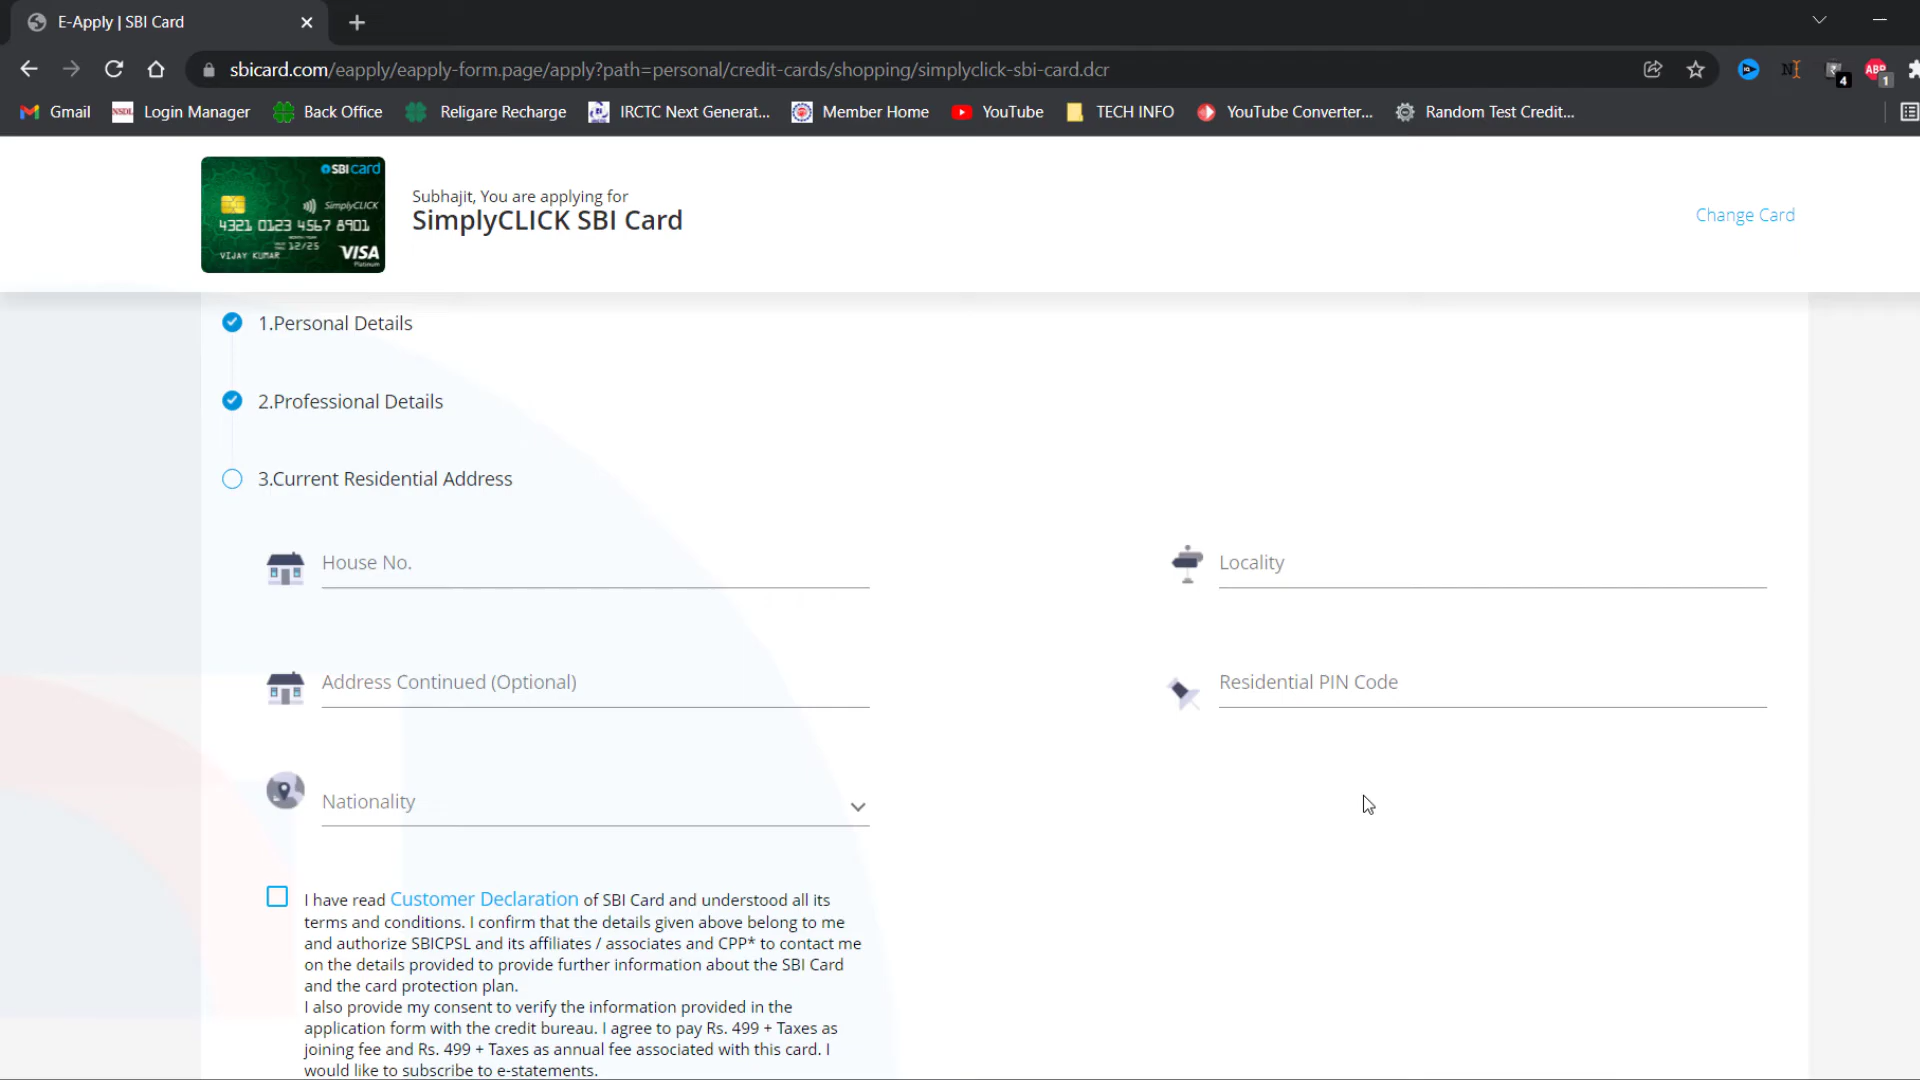 E-Apply | SBI Card
sbicard.com/eapply/eapply-form.page/apply?path=personal/credit-cards/shopping/simplyclick-sbi-card.dcr
4
ABP
1
Gmail
NSDL Login Manager
Back Office
Religare Recharge
IRCTC Next Generat...
Member Home
YouTube
TECH INFO
YouTube Converter...
Random Test Credit...
SBI card
SimplyCLICK
4321 0123 4567 8901
12/25
VIJAY KUMAR
VISA
Platinum
Subhajit, You are applying for
SimplyCLICK SBI Card
Change Card
1.Personal Details
2.Professional Details
3.Current Residential Address
House No.
Locality
Address Continued (Optional)
Residential PIN Code
Nationality
I have read Customer Declaration of SBI Card and understood all its
terms and conditions. I confirm that the details given above belong to me
and authorize SBICPSL and its affiliates / associates and CPP* to contact me
on the details provided to provide further information about the SBI Card
and the card protection plan.
I also provide my consent to verify the information provided in the
application form with the credit bureau. I agree to pay Rs. 499 + Taxes as
joining fee and Rs. 499 + Taxes as annual fee associated with this card. I
would like to subscribe to e-statements.